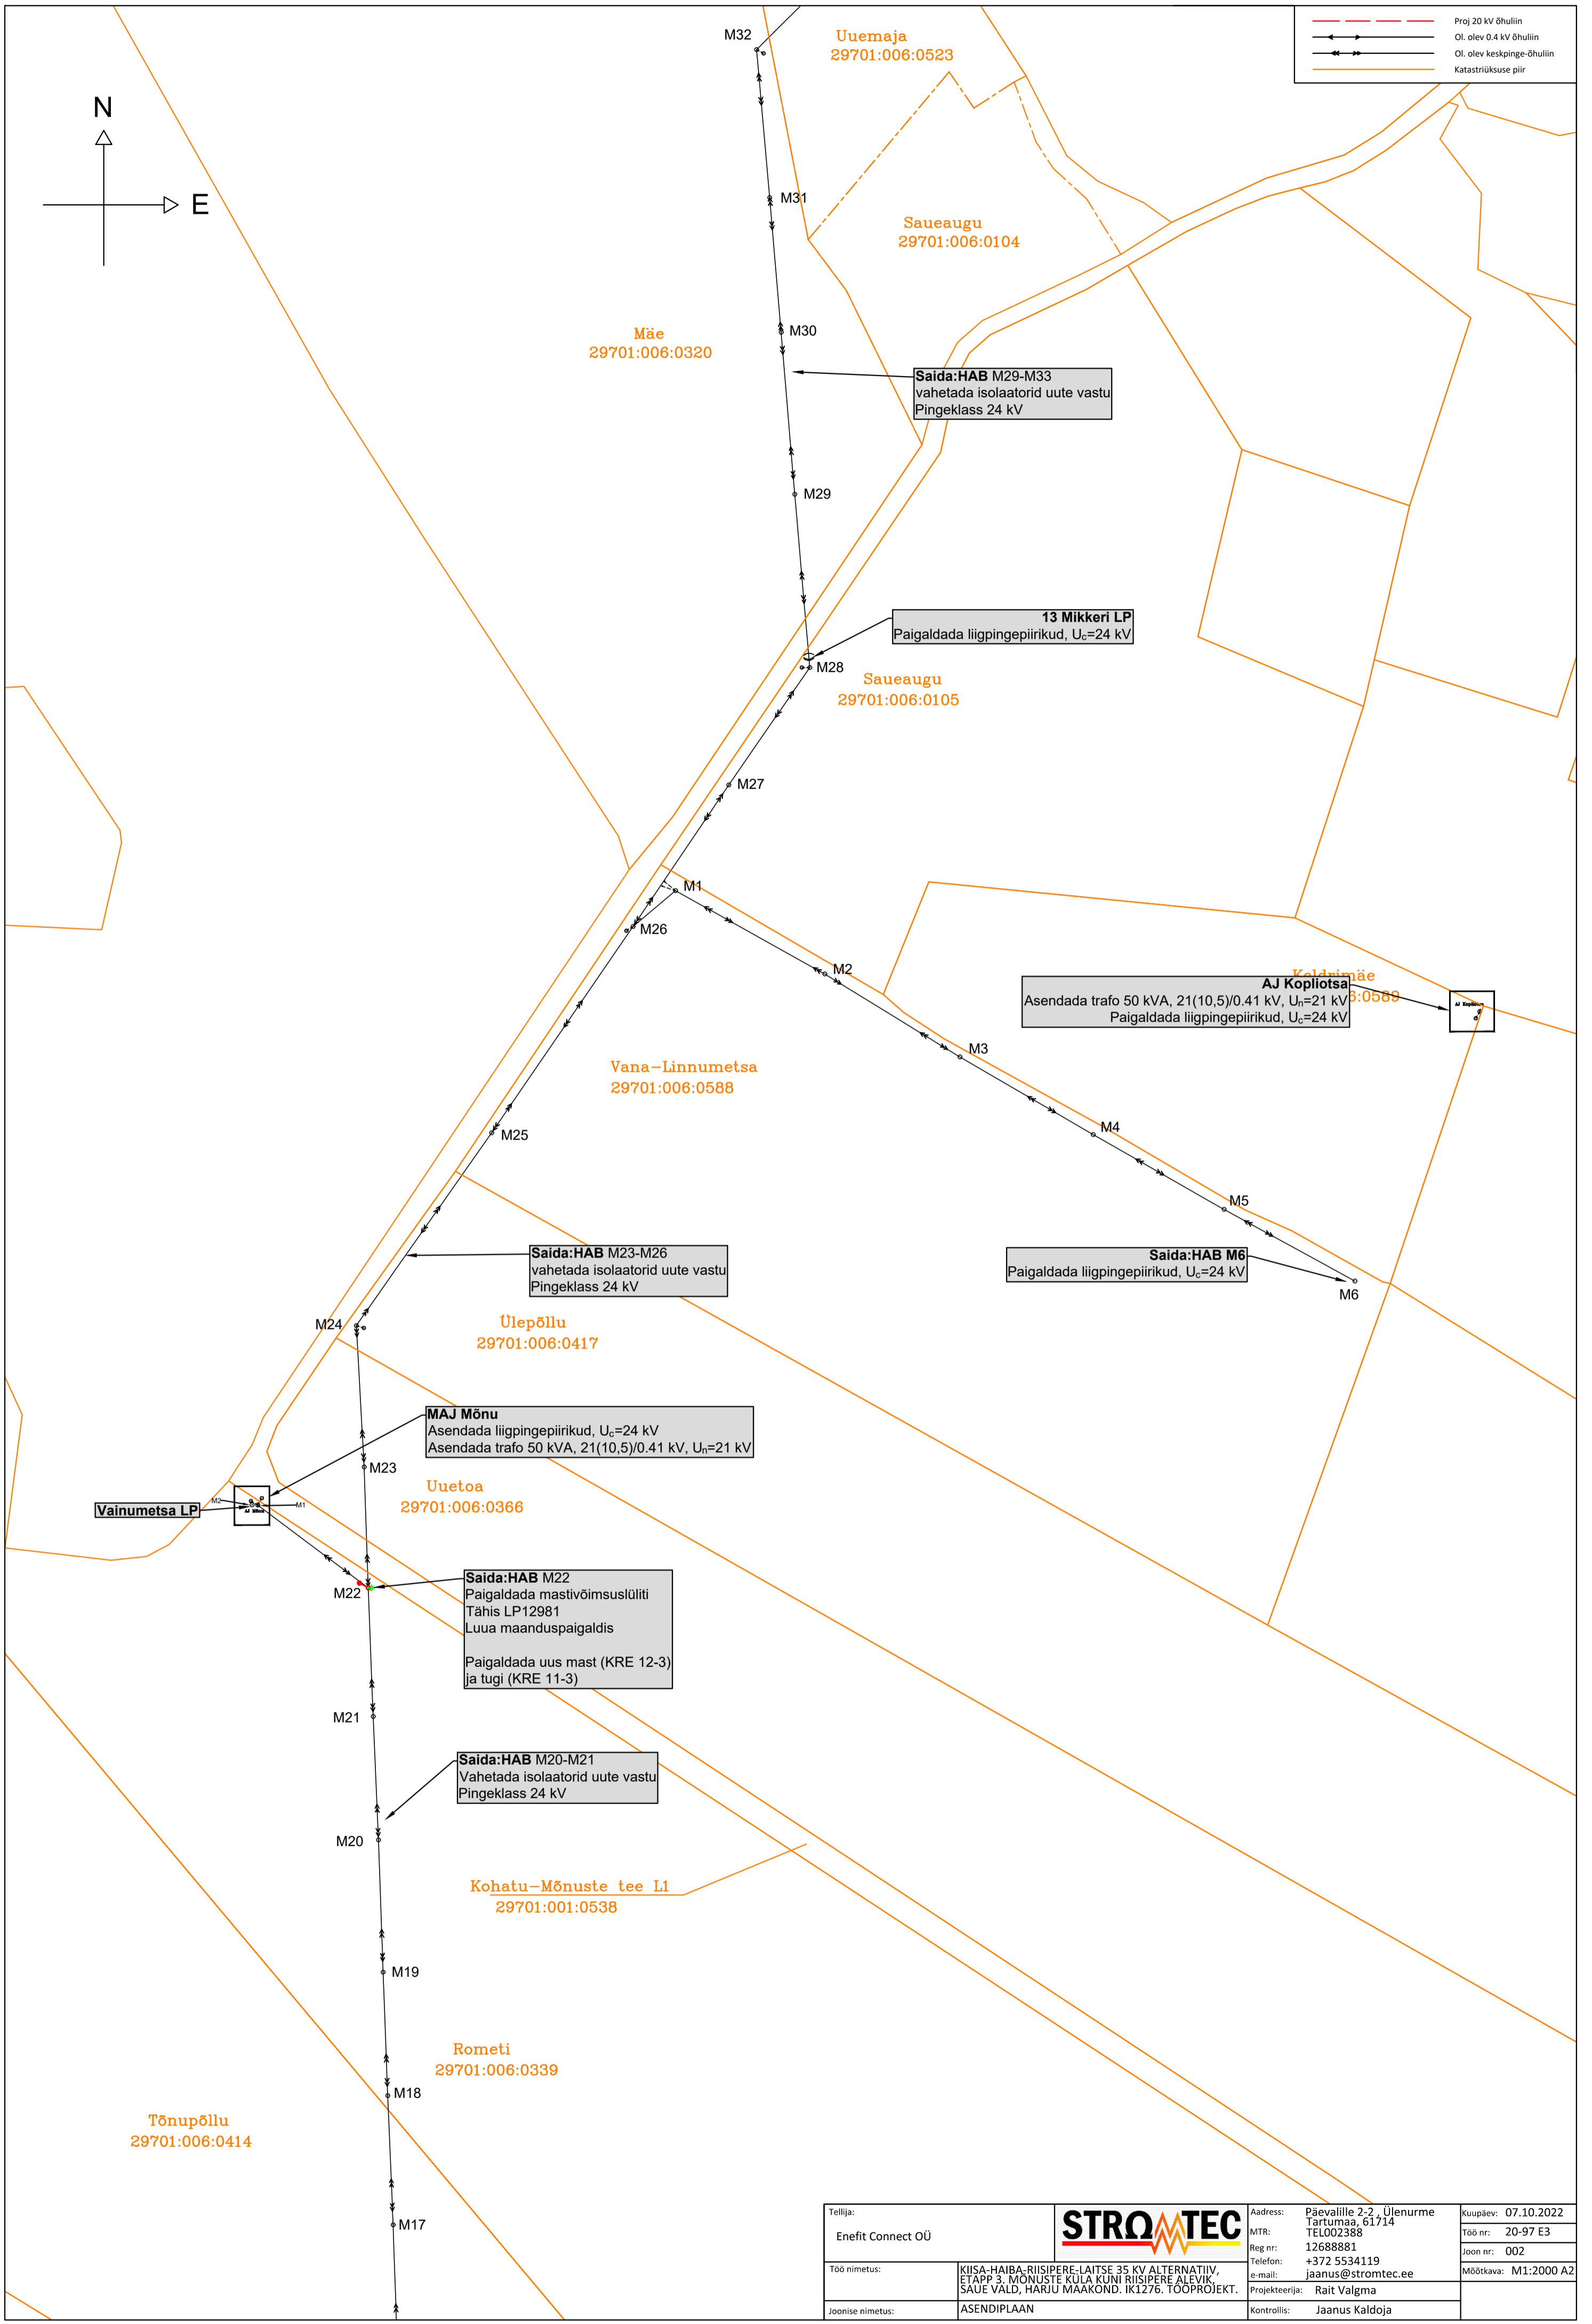 Proj 20 kV õhuliin
Ol. olev 0.4 kV õhuliin
Ol. olev keskpinge-õhuliin
Katastriüksuse piir
N
E
M32
Uuemaja
29701:006:0523
M31
Saueaugu
29701:006:0104
M30
Mäe
29701:006:0320
Saida:HAB M29-M33
vahetada isolaatorid uute vastu
Pingeklass 24 kV
M29
13 Mikkeri LP
Paigaldada liigpingepiirikud, Uc=24 kV
M28
Saueaugu
29701:006:0105
M27
M1
M26
M2
Keldrimäe
6:0589
AJ Kopliotsa
Asendada trafo 50 kVA, 21(10,5)/0.41 kV, Un=21 kV
Paigaldada liigpingepiirikud, Uc=24 kV
AJ Kopliotsa
M3
Vana-Linnumetsa
29701:006:0588
M25
M4
M5
Saida:HAB M23-M26
vahetada isolaatorid uute vastu
Pingeklass 24 kV
Saida:HAB M6
Paigaldada liigpingepiirikud, Uc=24 kV
M6
M24
Ülepõllu
29701:006:0417
MAJ Mõnu
Asendada liigpingepiirikud, Uc=24 kV
Asendada trafo 50 kVA, 21(10,5)/0.41 kV, Un=21 kV
M23
Uuetoa
29701:006:0366
Vainumetsa LP
M2
M1
AJ Mõnu
M22
Saida:HAB M22
Paigaldada mastivõimsuslüliti
Tähis LP12981
Luua maanduspaigaldis
Paigaldada uus mast (KRE 12-3)
ja tugi (KRE 11-3)
M21
Saida:HAB M20-M21
Vahetada isolaatorid uute vastu
Pingeklass 24 kV
M20
Kohatu-Mõnuste tee L1
29701:001:0538
M19
Rometi
29701:006:0339
M18
Tõnupõllu
29701:006:0414
M17
Tellija:
Enefit Connect OÜ
STROMTEC
Aadress: Päevalille 2-2 , Ülenurme
Tartumaa, 61714
MTR: TEL002388
Reg nr: 12688881
Telefon: +372 5534119
e-mail: jaanus@stromtec.ee
Kuupäev: 07.10.2022
Töö nr: 20-97 E3
Joon nr: 002
Mõõtkava: M1:2000 A2
Töö nimetus:
KIISA-HAIBA-RIISIPERE-LAITSE 35 KV ALTERNATIIV,
ETAPP 3. MÕNUSTE KÜLA KUNI RIISIPERE ALEVIK,
SAUE VALD, HARJU MAAKOND. IK1276. TÖÖPROJEKT.
Projekteerija: Rait Valgma
Joonise nimetus: ASENDIPLAAN
Kontrollis: Jaanus Kaldoja